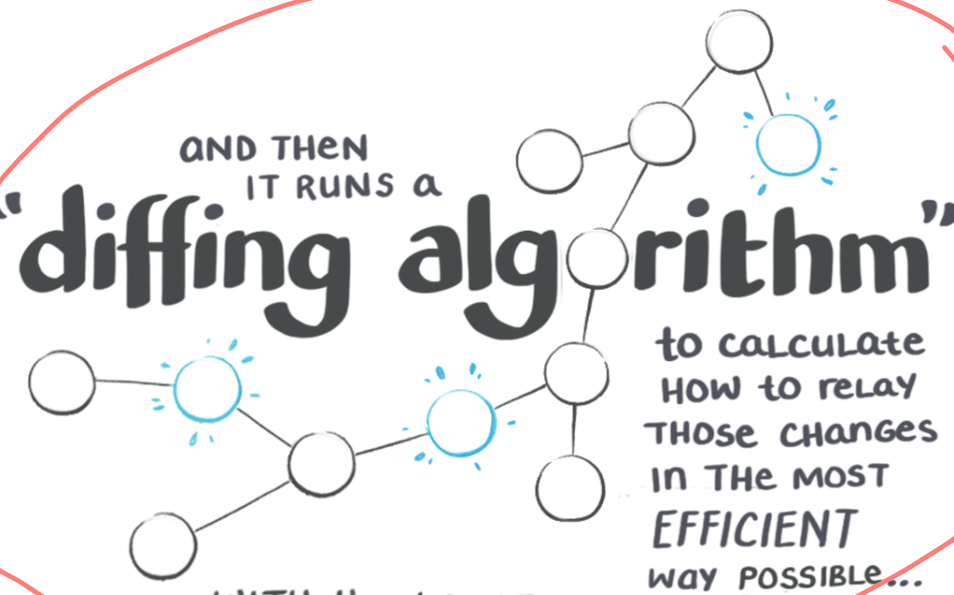 AND THEN
IT RUNS a
“diffing algorithm”
to CALCULate
HOW to reLAY
THOSE CHanGES
In THe MOST
EFFICIENT
way POSSIBLe...